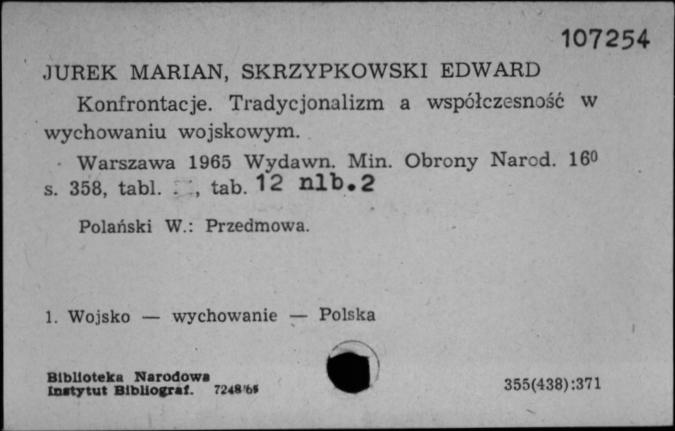 107254
JUREK MARIAN, SKRZYPKOWSKI EDWARD
Konfrontacje. Tradycjonalizm a współczesność w
wychowaniu wojskowym.
Warszawa 1965 Wydawn. Min. Obrony Narod. 16⁰
s. 358, tabl. , tab. 12 nlb.2
Polański W.: Przedmowa.
1. Wojsko — wychowanie — Polska
Biblioteka Narodowa
Instytut Bibliograf. 7248/65
355(438):371